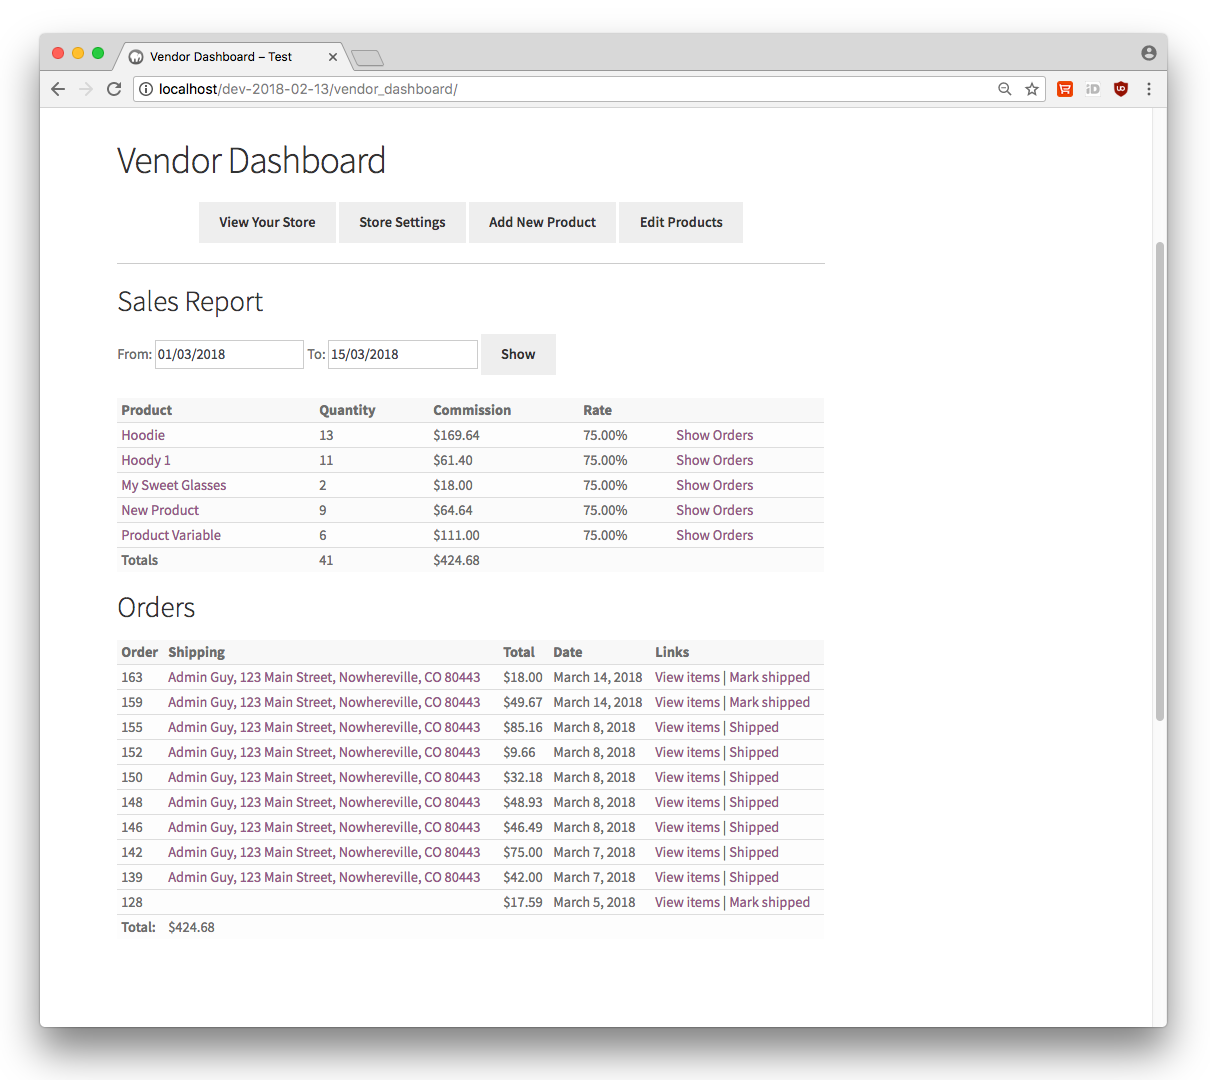 Vendor Dashboard – Test
localhost/dev-2018-02-13/vendor_dashboard/
iD
Vendor Dashboard
View Your Store Store Settings Add New Product Edit Products
Sales Report
From: 01/03/2018 To: 15/03/2018 Show
Product Quantity Commission Rate
Hoodie 13 $169.64 75.00% Show Orders
Hoody 1 11 $61.40 75.00% Show Orders
My Sweet Glasses 2 $18.00 75.00% Show Orders
New Product 9 $64.64 75.00% Show Orders
Product Variable 6 $111.00 75.00% Show Orders
Totals 41 $424.68
Orders
Order Shipping Total Date Links
163 Admin Guy, 123 Main Street, Nowhereville, CO 80443 $18.00 March 14, 2018 View items | Mark shipped
159 Admin Guy, 123 Main Street, Nowhereville, CO 80443 $49.67 March 14, 2018 View items | Mark shipped
155 Admin Guy, 123 Main Street, Nowhereville, CO 80443 $85.16 March 8, 2018 View items | Shipped
152 Admin Guy, 123 Main Street, Nowhereville, CO 80443 $9.66 March 8, 2018 View items | Shipped
150 Admin Guy, 123 Main Street, Nowhereville, CO 80443 $32.18 March 8, 2018 View items | Shipped
148 Admin Guy, 123 Main Street, Nowhereville, CO 80443 $48.93 March 8, 2018 View items | Shipped
146 Admin Guy, 123 Main Street, Nowhereville, CO 80443 $46.49 March 8, 2018 View items | Shipped
142 Admin Guy, 123 Main Street, Nowhereville, CO 80443 $75.00 March 7, 2018 View items | Shipped
139 Admin Guy, 123 Main Street, Nowhereville, CO 80443 $42.00 March 7, 2018 View items | Shipped
128 $17.59 March 5, 2018 View items | Mark shipped
Total: $424.68